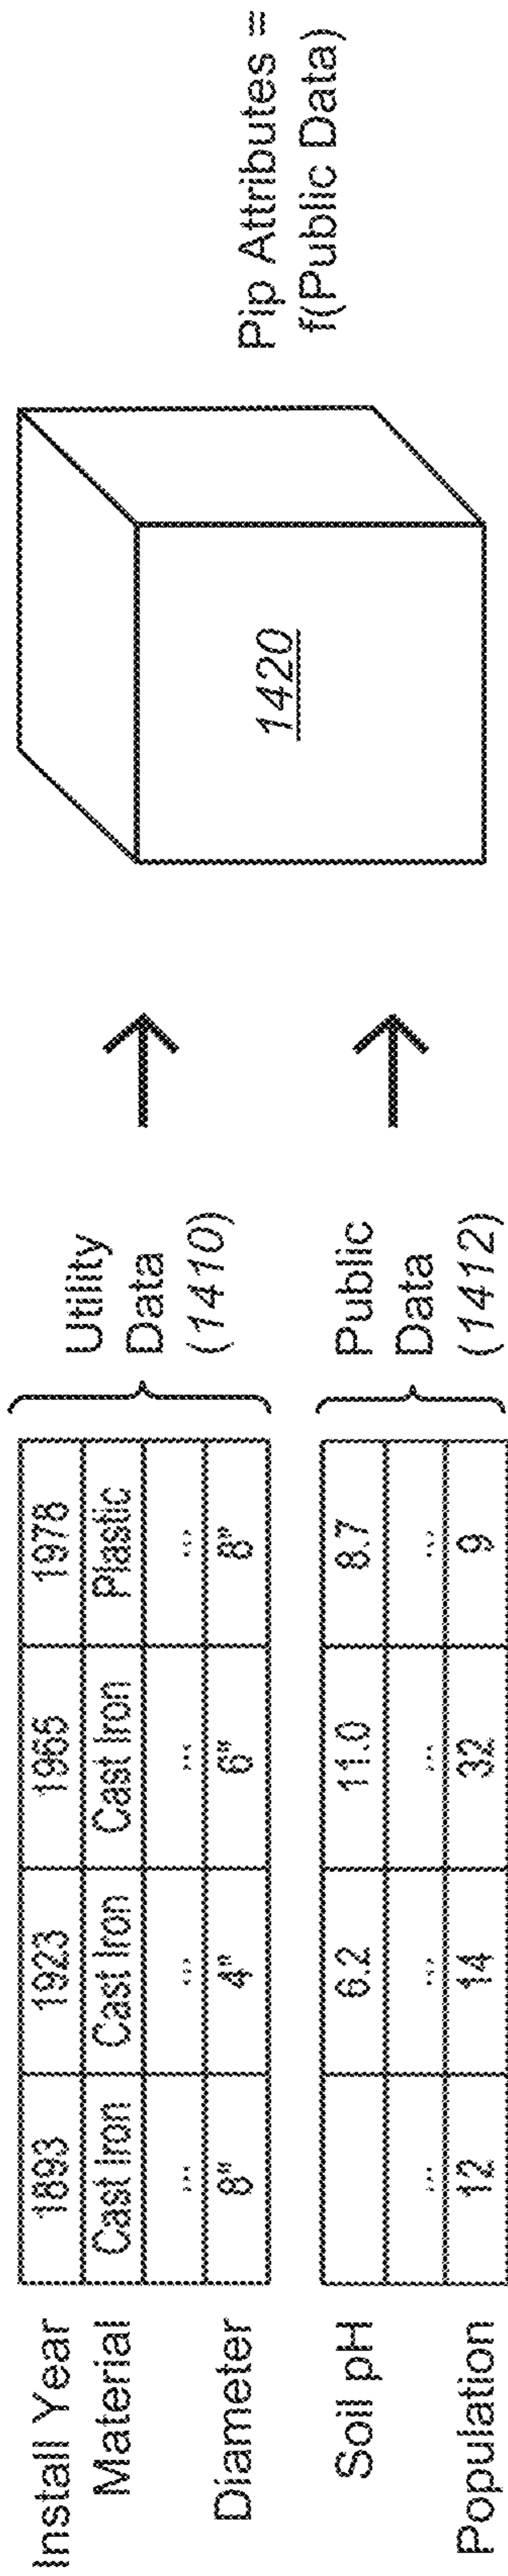 Install Year 1893 1923 1965 1978
Material Cast Iron Cast Iron Cast Iron Plastic
... ... ... ...
Diameter 8" 4" 6" 8"
Utility
Data
(1410)
Soil pH 6.2 11.0 8.7
... ... ... ...
Population 12 14 32 9
Public
Data
(1412)
1420
Pip Attributes =
f(Public Data)